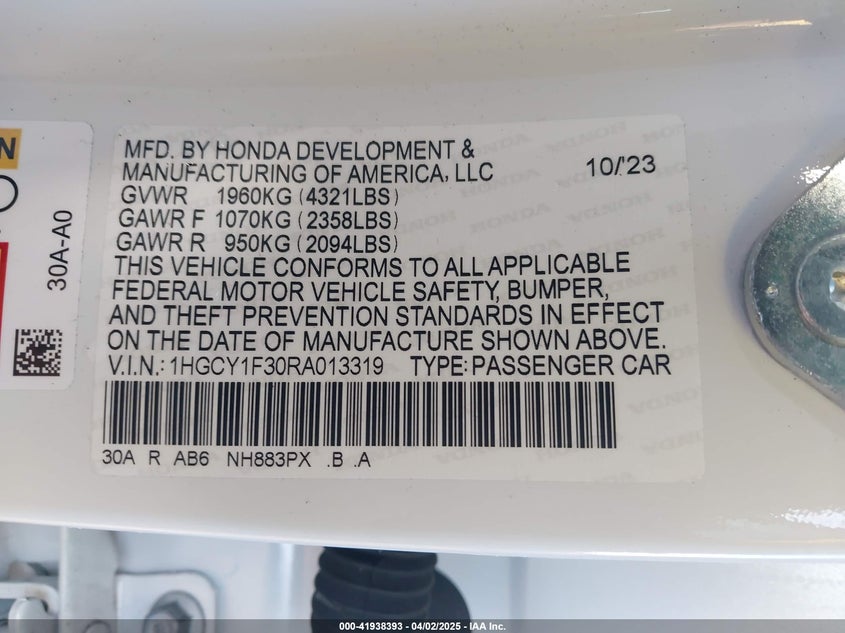 N
30A-A0
MFD. BY HONDA DEVELOPMENT &
MANUFACTURING OF AMERICA, LLC 10/'23
GVWR 1960KG (4321LBS)
GAWR F 1070KG (2358LBS)
GAWR R 950KG (2094LBS)
THIS VEHICLE CONFORMS TO ALL APPLICABLE
FEDERAL MOTOR VEHICLE SAFETY, BUMPER,
AND THEFT PREVENTION STANDARDS IN EFFECT
ON THE DATE OF MANUFACTURE SHOWN ABOVE.
V.I.N.: 1HGCY1F30RA013319 TYPE: PASSENGER CAR
30A R AB6 NH883PX .B .A
000-41938393 - 04/02/2025 - IAA Inc.